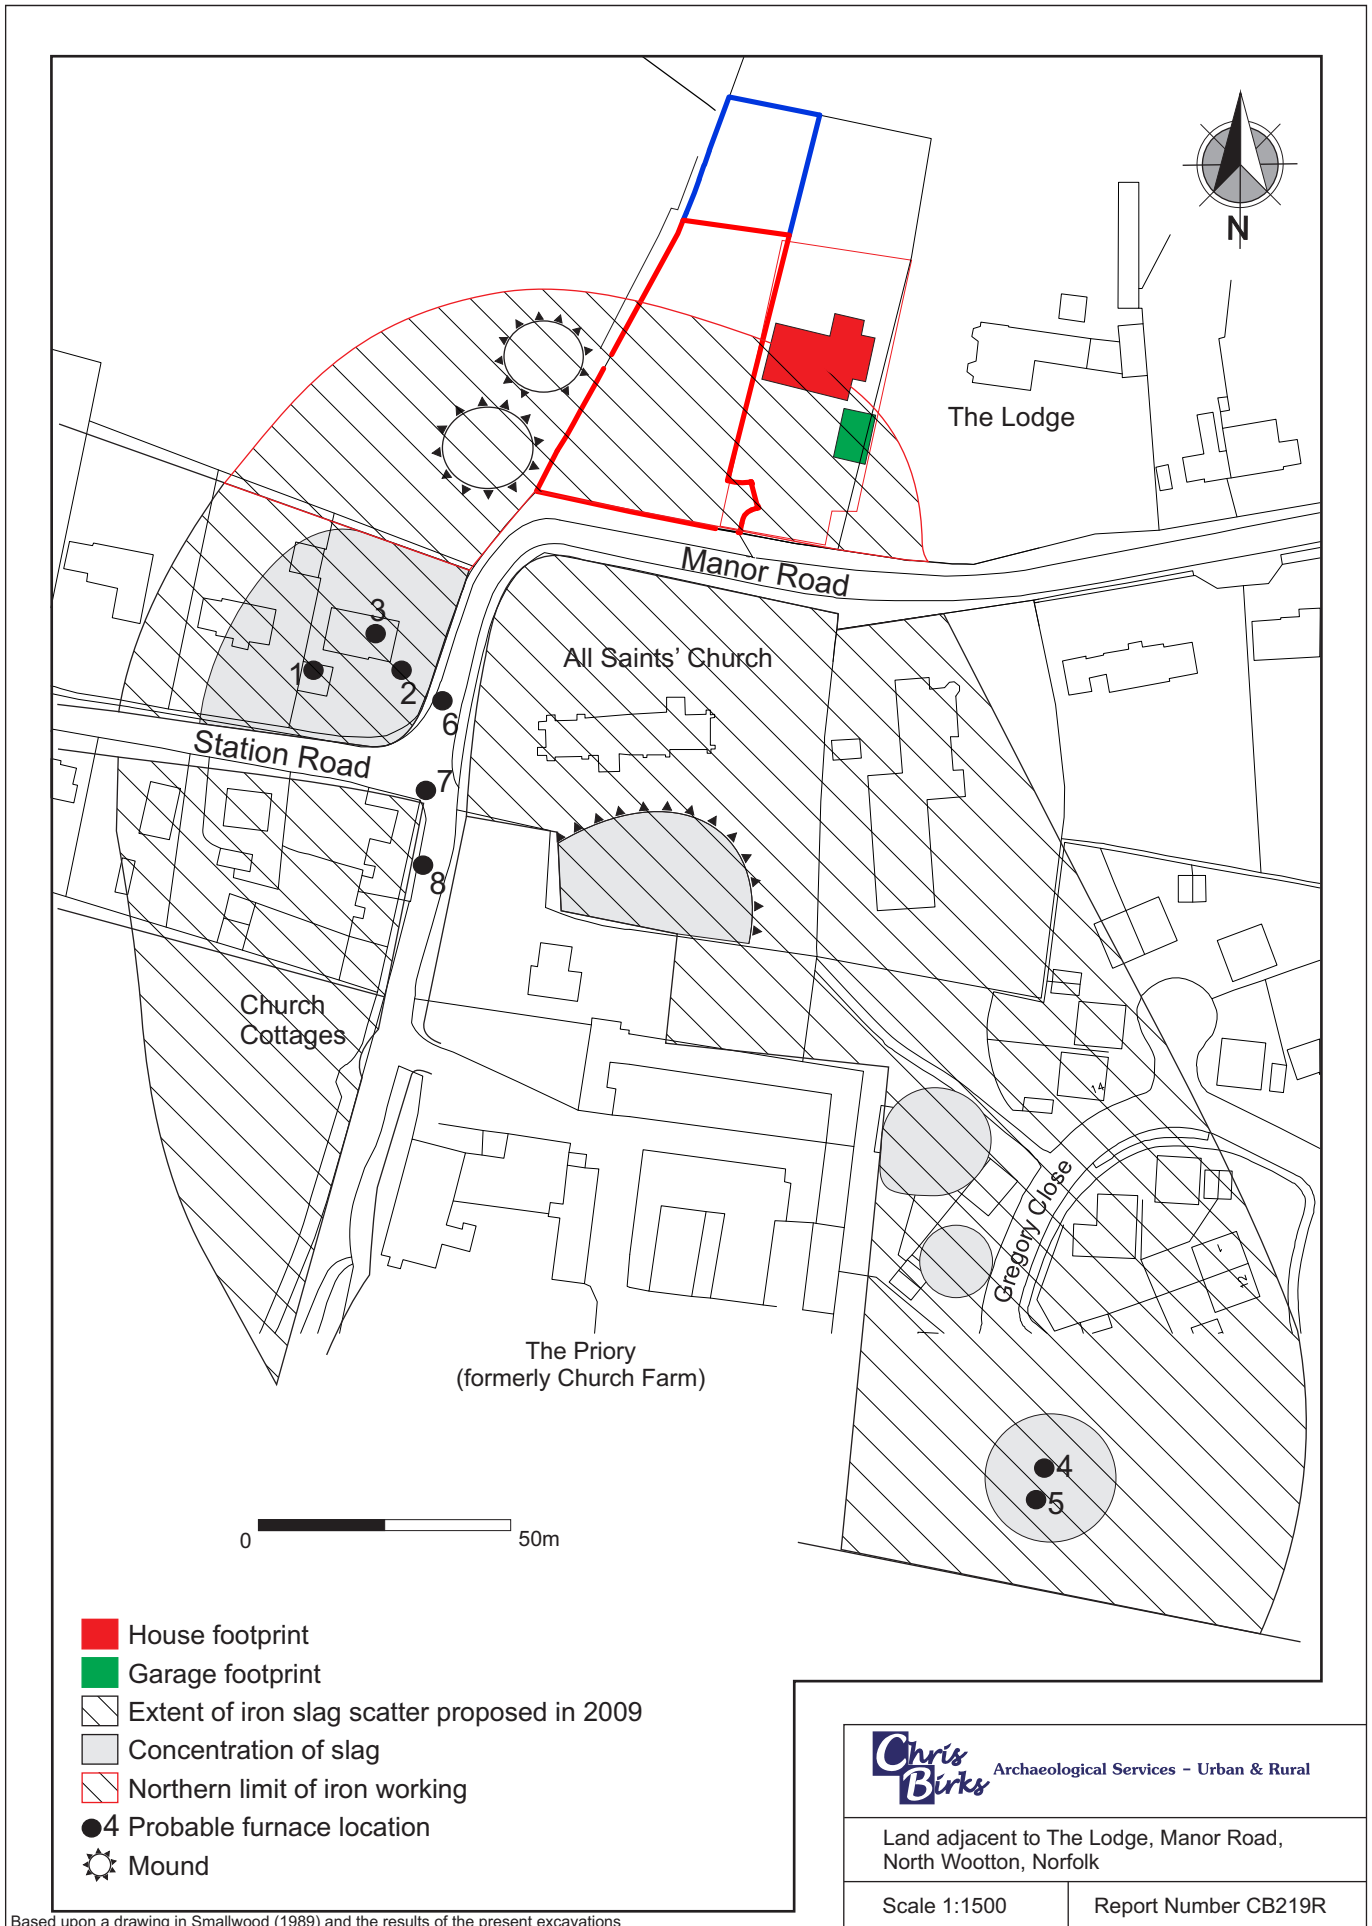 N
The Lodge
Manor Road
All Saints' Church
3
1
2
6
Station Road
7
8
Church
Cottages
14
Gregory Close
1
12
The Priory
(formerly Church Farm)
4
5
0
50m
House footprint
Garage footprint
Extent of iron slag scatter proposed in 2009
Concentration of slag
Northern limit of iron working
4 Probable furnace location
Mound
Chris
Birks
Archaeological Services - Urban & Rural
Land adjacent to The Lodge, Manor Road,
North Wootton, Norfolk
Scale 1:1500
Report Number CB219R
Based upon a drawing in Smallwood (1989) and the results of the present excavations